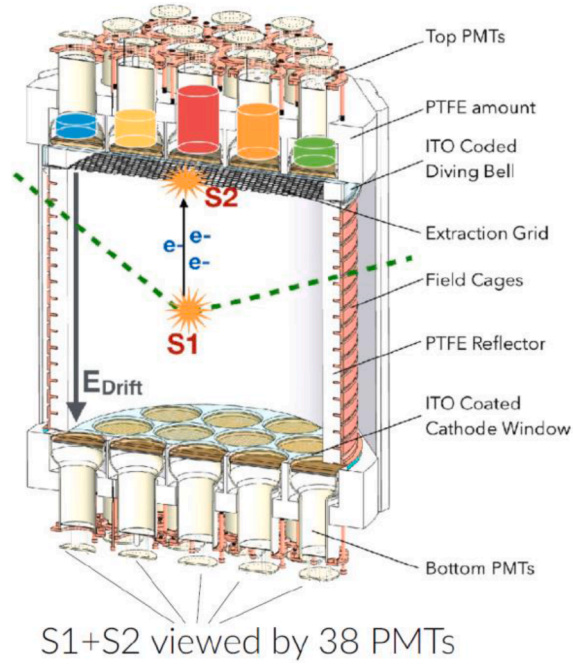 Top PMTs
PTFE amount
ITO Coded
Diving Bell
S2
e-
e-
e-
Extraction Grid
Field Cages
S1
PTFE Reflector
EDrift
ITO Coated
Cathode Window
Bottom PMTs
S1+S2 viewed by 38 PMTs